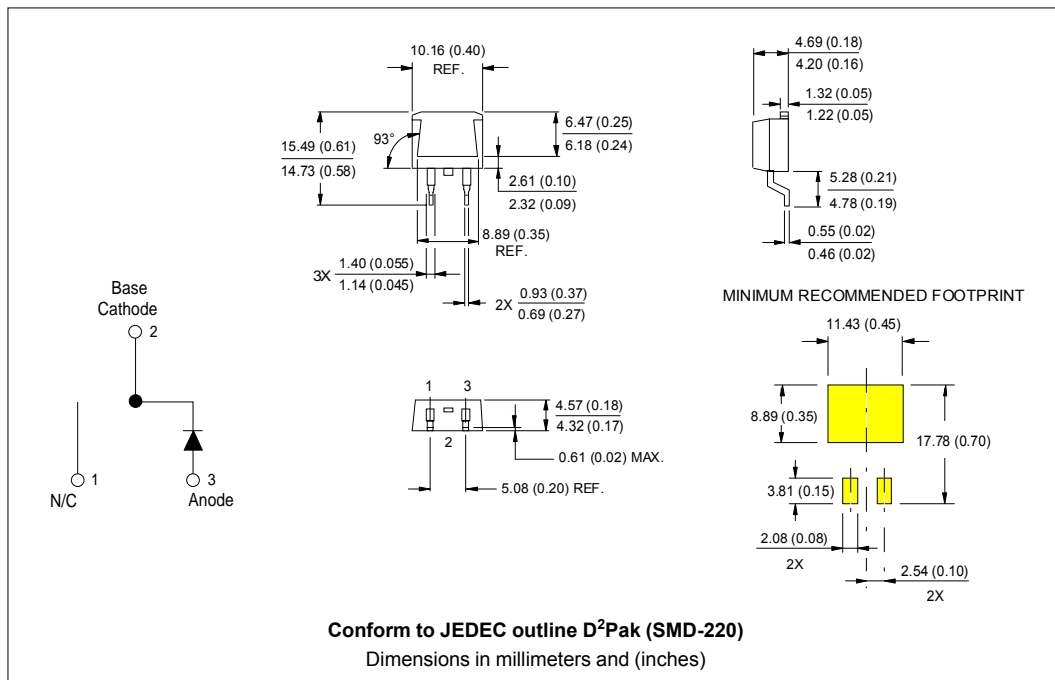 10.16 (0.40)
REF.
93°
15.49 (0.61)
14.73 (0.58)
6.47 (0.25)
6.18 (0.24)
2.61 (0.10)
2.32 (0.09)
8.89 (0.35)
REF.
3X
1.40 (0.055)
1.14 (0.045)
2X
0.93 (0.37)
0.69 (0.27)
4.69 (0.18)
4.20 (0.16)
1.32 (0.05)
1.22 (0.05)
5.28 (0.21)
4.78 (0.19)
0.55 (0.02)
0.46 (0.02)
Base
Cathode
2
1
N/C
3
Anode
1 3
2
4.57 (0.18)
4.32 (0.17)
0.61 (0.02) MAX.
5.08 (0.20) REF.
MINIMUM RECOMMENDED FOOTPRINT
11.43 (0.45)
8.89 (0.35)
17.78 (0.70)
3.81 (0.15)
2.08 (0.08)
2X
2.54 (0.10)
2X
Conform to JEDEC outline D²Pak (SMD-220)
Dimensions in millimeters and (inches)